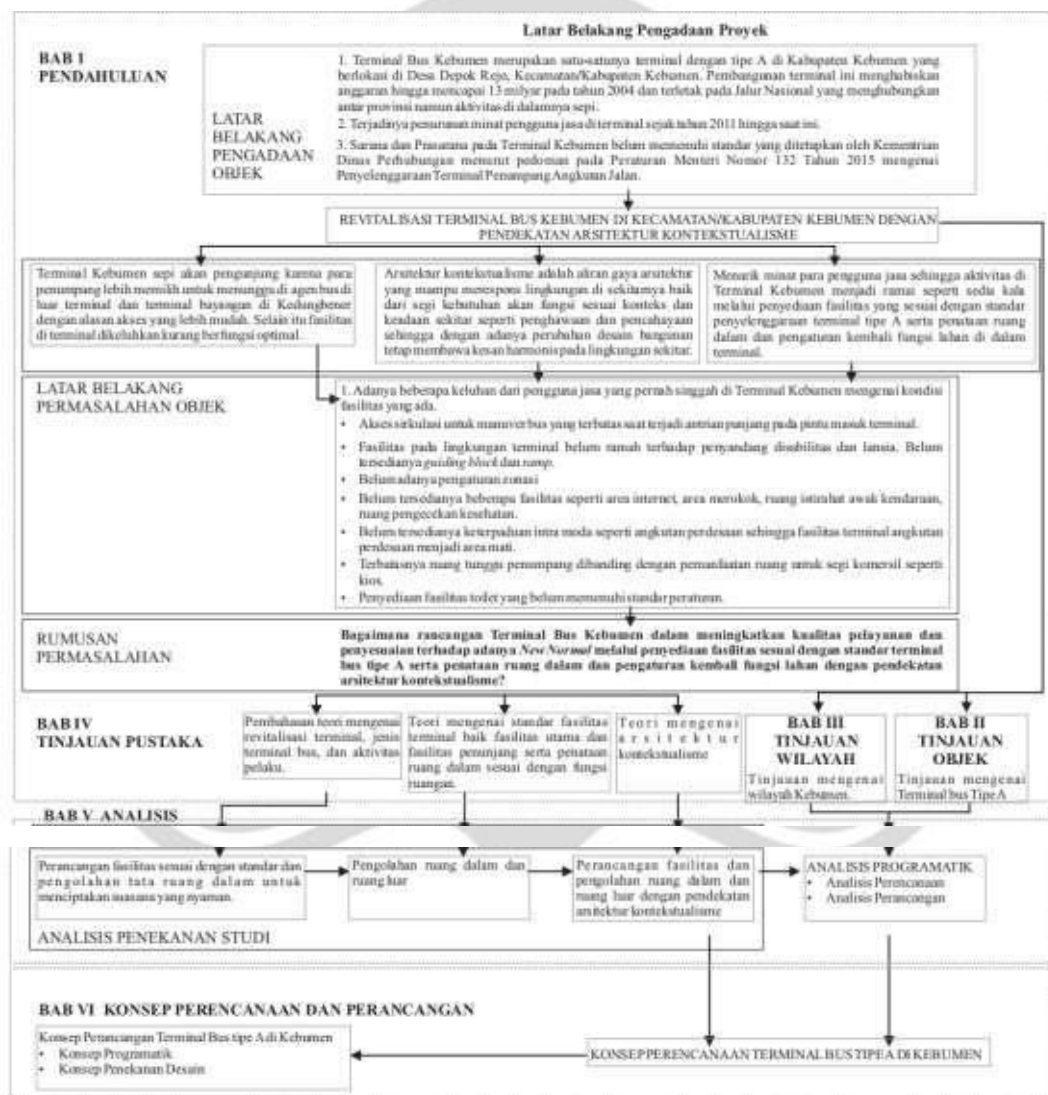 Latar Belakang Pengadaan Proyek
BAB 1
PENDAHULUAN
LATAR
BELAKANG
PENGADAAN
OBJEK
1. Terminal Bus Kebumen merupakan satu-satunya terminal dengan tipe A di Kabupaten Kebumen yang
berlokasi di Desa Depok Rejo, Kecamatan/Kabupaten Kebumen. Pembangunan terminal ini menghabiskan
anggaran hingga mencapai 13 milyar pada tahun 2004 dan terletak pada Jalur Nasional yang menghubungkan
antar provinsi namun aktivitas di dalamnya sepi.
2. Terjadinya penurunan minat pengguna jasa di terminal sejak tahun 2011 hingga saat ini.
3. Sarana dan Prasarana pada Terminal Kebumen belum memenuhi standar yang ditetapkan oleh Kementrian
Dinas Perhubungan menurut pedoman pada Peraturan Menteri Nomor 132 Tahun 2015 mengenai
Penyelenggaraan Terminal Penumpang Angkutan Jalan.
REVITALISASI TERMINAL BUS KEBUMEN DI KECAMATAN/KABUPATEN KEBUMEN DENGAN
PENDEKATAN ARSITEKTUR KONTEKSTUALISME
Terminal Kebumen sepi akan pengunjung karena para
penumpang lebih memilih untuk menunggu di agen bus di
luar terminal dan terminal bayangan di Kedungbener
dengan alasan akses yang lebih mudah. Selain itu fasilitas
di terminal dikeluhkan kurang berfungsi optimal.
Arsitektur kontekstualisme adalah aliran gaya arsitektur
yang mampu merespons lingkungan di sekitarnya baik
dari segi kebutuhan akan fungsi sesuai konteks dan
keadaan sekitar seperti penghawaan dan pencahayaan
sehingga dengan adanya perubahan desain bangunan
tetap membawa kesan harmonis pada lingkungan sekitar.
Menarik minat para pengguna jasa sehingga aktivitas di
Terminal Kebumen menjadi ramai seperti sedia kala
melalui penyediaan fasilitas yang sesuai dengan standar
penyelenggaraan terminal tipe A serta penataan ruang
dalam dan pengaturan kembali fungsi lahan di dalam
terminal.
LATAR BELAKANG
PERMASALAHAN OBJEK
1. Adanya beberapa keluhan dari pengguna jasa yang pernah singgah di Terminal Kebumen mengenai kondisi
fasilitas yang ada.
• Akses sirkulasi untuk manuver bus yang terbatas saat terjadi antrian panjang pada pintu masuk terminal.
• Fasilitas pada lingkungan terminal belum ramah terhadap penyandang disabilitas dan lansia. Belum
tersedianya guiding block dan ramp.
• Belum adanya pengaturan zonasi
• Belum tersedianya beberapa fasilitas seperti area internet, area merokok, ruang istirahat awak kendaraan,
ruang pengecekan kesehatan.
• Belum tersedianya keterpaduan intra moda seperti angkutan perdesaan sehingga fasilitas terminal angkutan
perdesaan menjadi area mati.
• Terbatasnya ruang tunggu penumpang dibanding dengan pemanfaatan ruang untuk segi komersil seperti
kios.
• Penyediaan fasilitas toilet yang belum memenuhi standar peraturan.
RUMUSAN
PERMASALAHAN
Bagaimana rancangan Terminal Bus Kebumen dalam meningkatkan kualitas pelayanan dan
penyesuaian terhadap adanya New Normal melalui penyediaan fasilitas sesuai dengan standar terminal
bus tipe A serta penataan ruang dalam dan pengaturan kembali fungsi lahan dengan pendekatan
arsitektur kontekstualisme?
BAB IV
TINJAUAN PUSTAKA
Pembahasan teori mengenai
revitalisasi terminal, jenis
terminal bus, dan aktivitas
pelaku.
Teori mengenai standar fasilitas
terminal baik fasilitas utama dan
fasilitas penunjang serta penataan
ruang dalam sesuai dengan fungsi
ruangan.
Teori mengenai
arsitektur
kontekstualisme
BAB III
TINJAUAN
WILAYAH
Tinjauan mengenai
wilayah Kebumen.
BAB II
TINJAUAN
OBJEK
Tinjauan mengenai
Terminal bus Tipe A
BAB V ANALISIS
Perancangan fasilitas sesuai dengan standar dan
pengolahan tata ruang dalam untuk
menciptakan suasana yang nyaman.
Pengolahan ruang dalam dan
ruang luar
Perancangan fasilitas dan
pengolahan ruang dalam dan
ruang luar dengan pendekatan
arsitektur kontekstualisme
ANALISIS PROGRAMATIK
• Analisis Perencanaan
• Analisis Perancangan
ANALISIS PENEKANAN STUDI
BAB VI KONSEP PERENCANAAN DAN PERANCANGAN
Konsep Perancangan Terminal Bus tipe A di Kebumen
• Konsep Programatik
• Konsep Penekanan Desain
KONSEP PERENCANAAN TERMINAL BUS TIPE A DI KEBUMEN